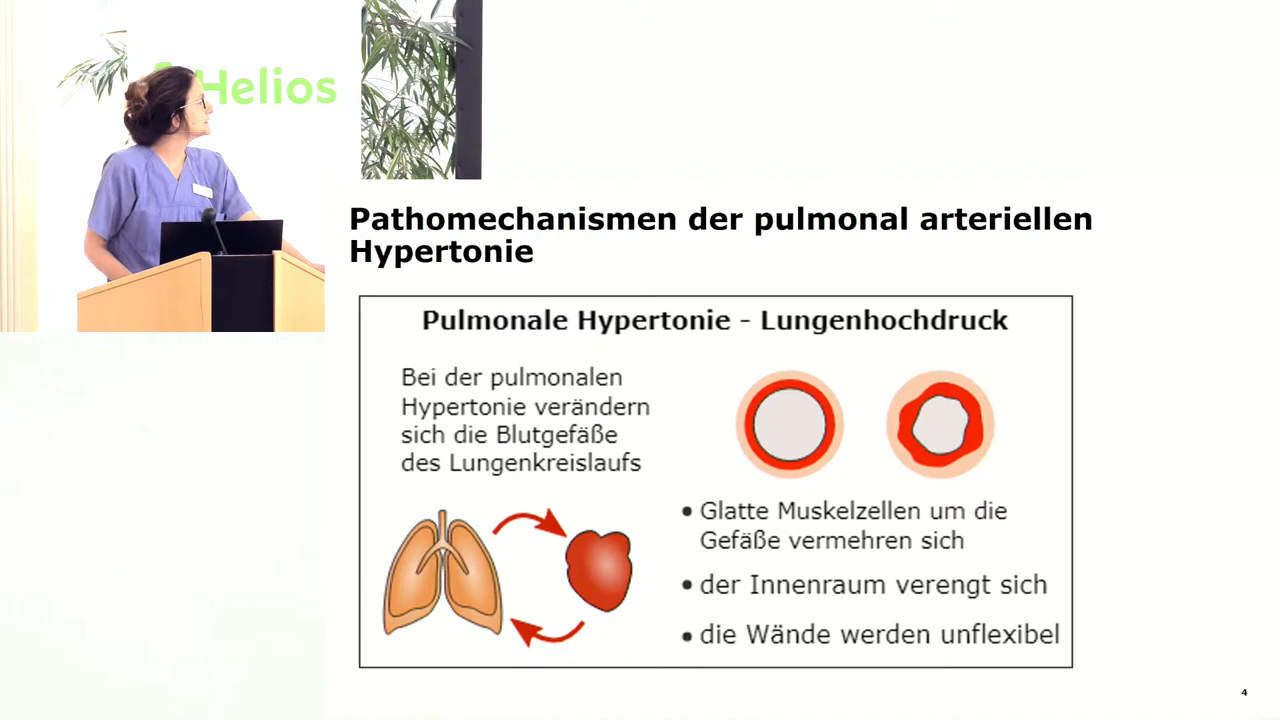 Helios
Pathomechanismen der pulmonal arteriellen
Hypertonie
Pulmonale Hypertonie - Lungenhochdruck
Bei der pulmonalen
Hypertonie verändern
sich die Blutgefäße
des Lungenkreislaufs
• Glatte Muskelzellen um die
Gefäße vermehren sich
• der Innenraum verengt sich
• die Wände werden unflexibel
4